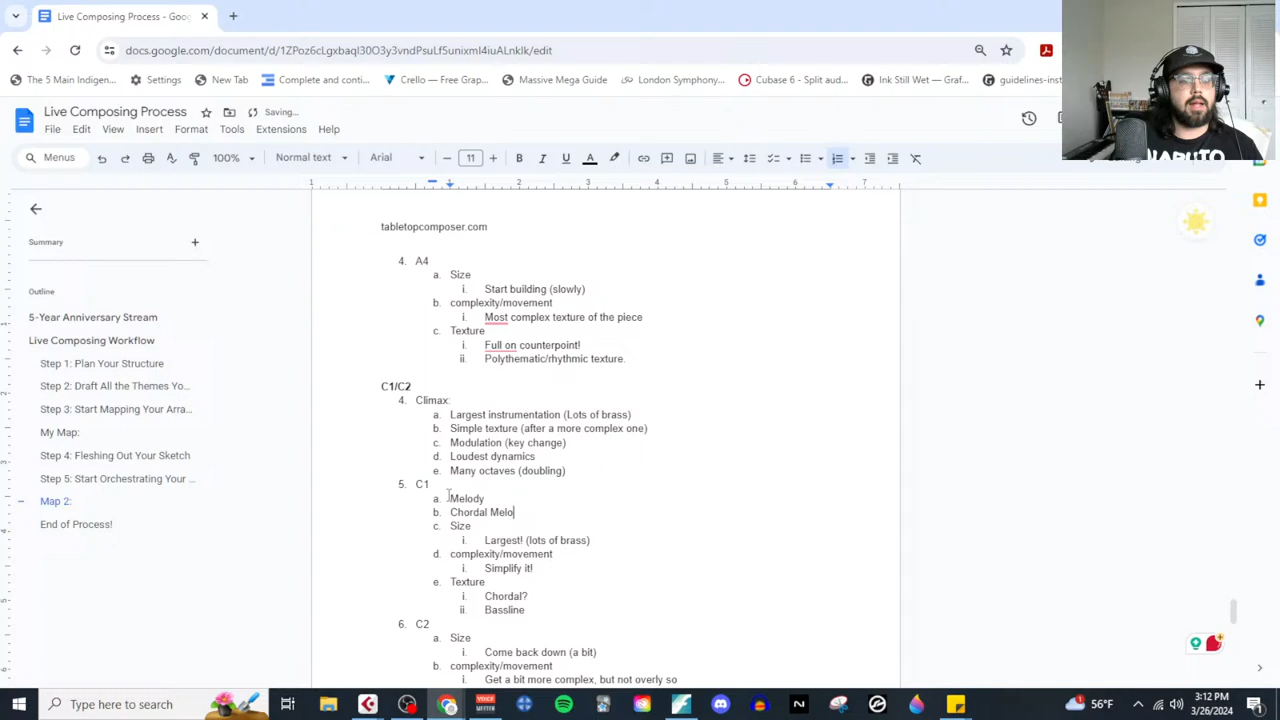 Live Composing Process - Goo
docs.google.com/document/d/1ZPoz6cLgxbaql30O3y3vndPsuLf5unixmI4iuALnklk/edit
The 5 Main Indigen...
Settings
New Tab
Complete and conti...
Crello — Free Grap...
Massive Mega Guide
London Symphony...
Cubase 6 - Split aud...
Ink Still Wet — Graf...
guidelines-inst
Live Composing Process
Saving...
File Edit View Insert Format Tools Extensions Help
Menus
100%
Normal text
Arial
11
1 1 2 3 4 5 6 7
NARUTO
Summary
Outline
5-Year Anniversary Stream
Live Composing Workflow
Step 1: Plan Your Structure
Step 2: Draft All the Themes Yo...
Step 3: Start Mapping Your Arra...
My Map:
Step 4: Fleshing Out Your Sketch
Step 5: Start Orchestrating Your ...
Map 2:
End of Process!
tabletopcomposer.com
4. A4
a. Size
i. Start building (slowly)
b. complexity/movement
i. Most complex texture of the piece
c. Texture
i. Full on counterpoint!
ii. Polythematic/rhythmic texture.
C1/C2
4. Climax:
a. Largest instrumentation (Lots of brass)
b. Simple texture (after a more complex one)
c. Modulation (key change)
d. Loudest dynamics
e. Many octaves (doubling)
5. C1
a. Melody
b. Chordal Melo
c. Size
i. Largest! (lots of brass)
d. complexity/movement
i. Simplify it!
e. Texture
i. Chordal?
ii. Bassline
6. C2
a. Size
i. Come back down (a bit)
b. complexity/movement
i. Get a bit more complex, but not overly so
Type here to search
56°F
3:12 PM
3/26/2024